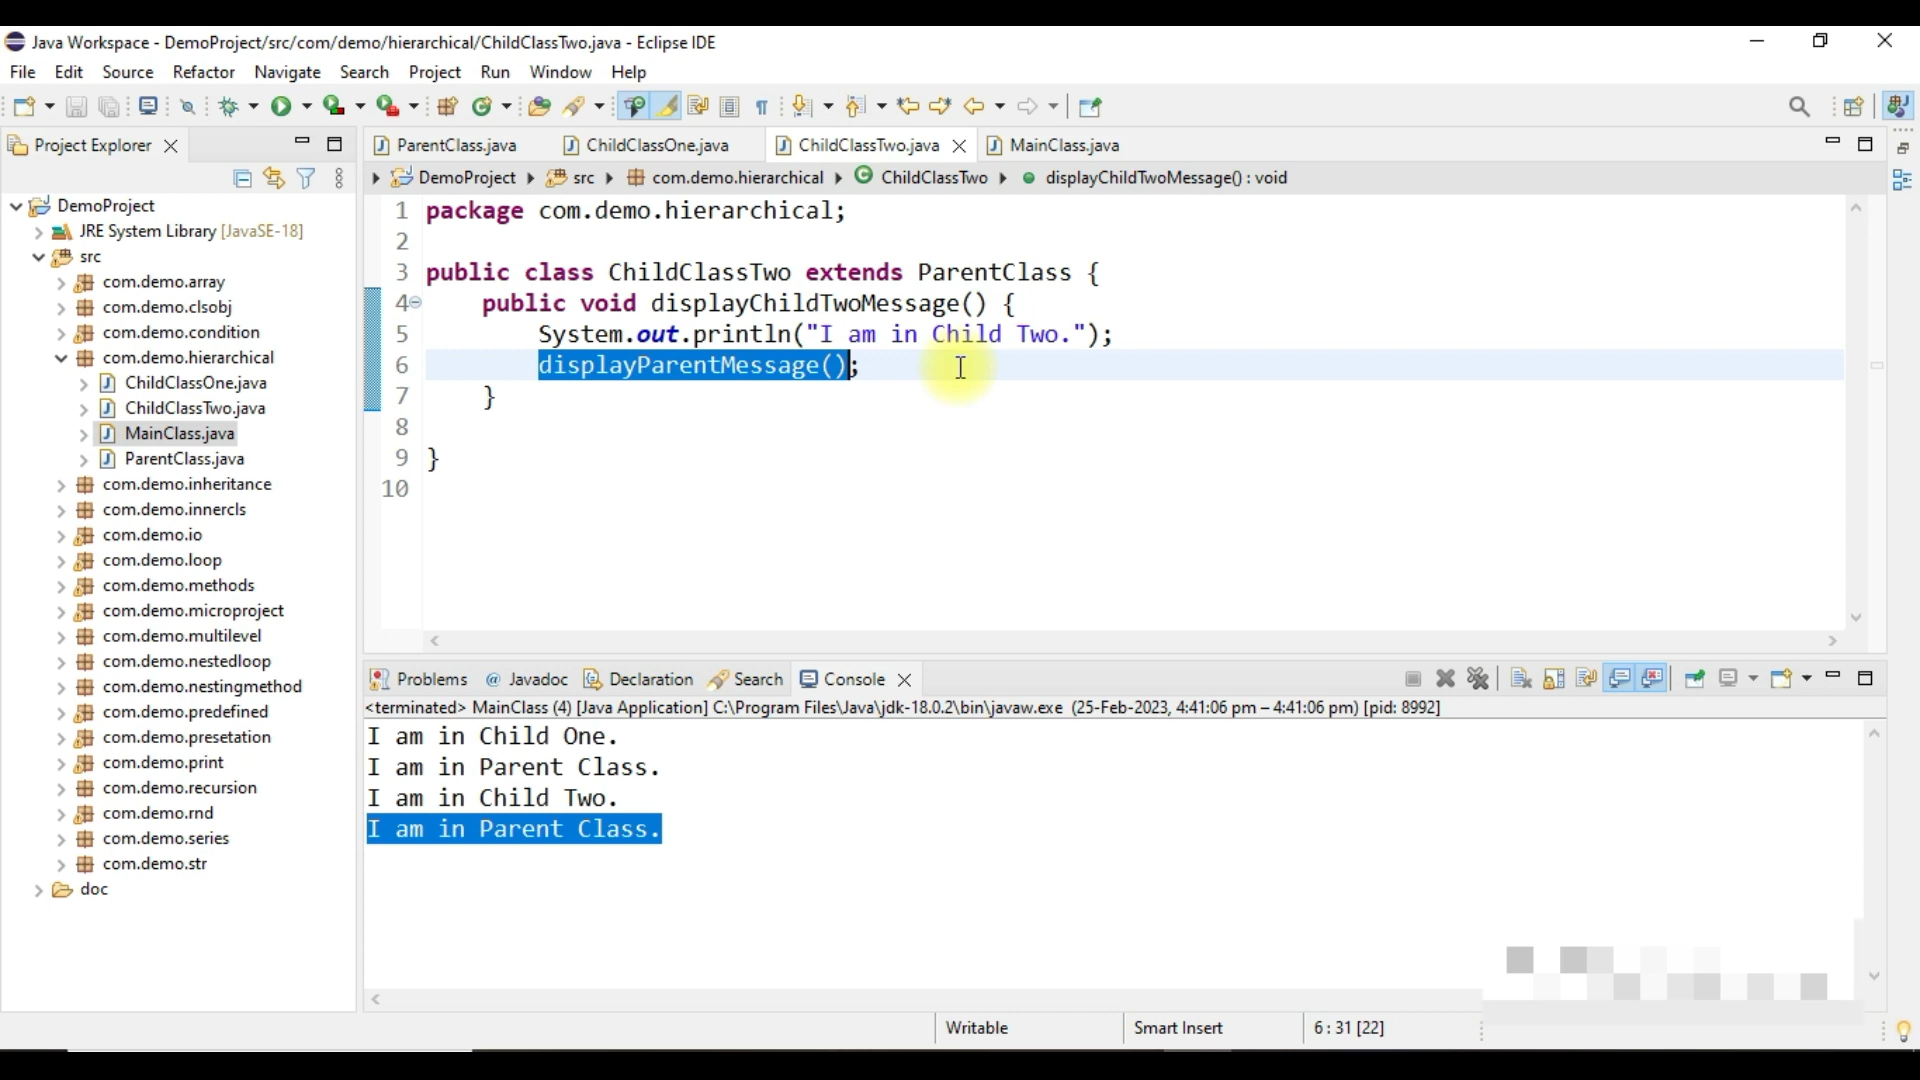 Java Workspace - DemoProject/src/com/demo/hierarchical/ChildClassTwo.java - Eclipse IDE
File Edit Source Refactor Navigate Search Project Run Window Help
Project Explorer
ParentClass.java ChildClassOne.java ChildClassTwo.java MainClass.java
DemoProject src com.demo.hierarchical ChildClassTwo displayChildTwoMessage() : void
DemoProject
JRE System Library [JavaSE-18]
src
com.demo.array
com.demo.clsobj
com.demo.condition
com.demo.hierarchical
ChildClassOne.java
ChildClassTwo.java
MainClass.java
ParentClass.java
com.demo.inheritance
com.demo.innercls
com.demo.io
com.demo.loop
com.demo.methods
com.demo.microproject
com.demo.multilevel
com.demo.nestedloop
com.demo.nestingmethod
com.demo.predefined
com.demo.presetation
com.demo.print
com.demo.recursion
com.demo.rnd
com.demo.series
com.demo.str
doc
1 package com.demo.hierarchical;
2
3 public class ChildClassTwo extends ParentClass {
4 public void displayChildTwoMessage() {
5 System.out.println("I am in Child Two.");
6 displayParentMessage();
7 }
8
9 }
10
Problems @ Javadoc Declaration Search Console
<terminated> MainClass (4) [Java Application] C:\Program Files\Java\jdk-18.0.2\bin\javaw.exe (25-Feb-2023, 4:41:06 pm – 4:41:06 pm) [pid: 8992]
I am in Child One.
I am in Parent Class.
I am in Child Two.
I am in Parent Class.
Writable Smart Insert 6 : 31 [22]